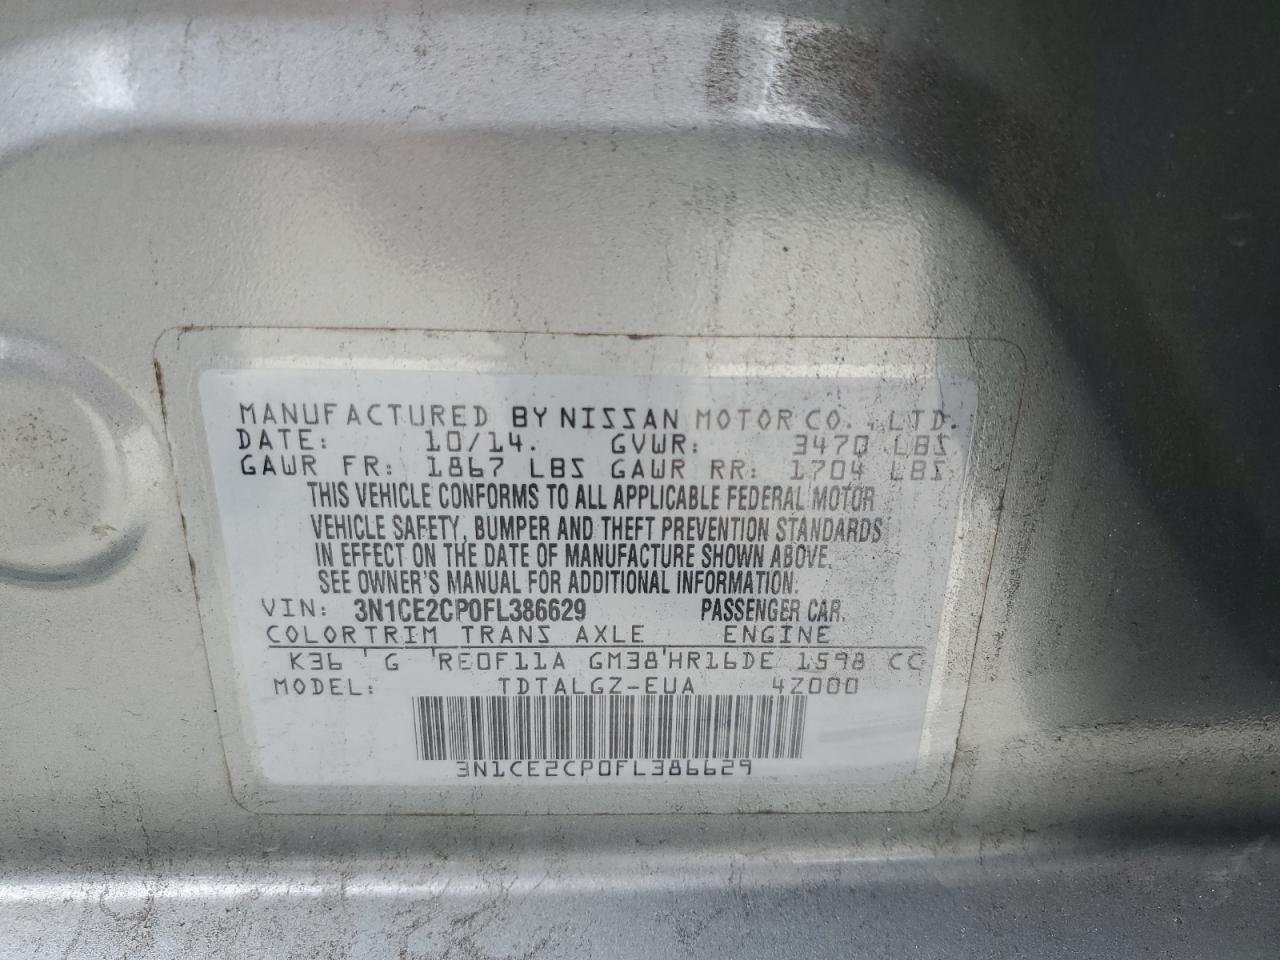 MANUFACTURED BY NISSAN MOTOR CO., LTD.
DATE: 10/14. GVWR: 3470 LBS
GAWR FR: 1867 LBS GAWR RR: 1704 LBS
THIS VEHICLE CONFORMS TO ALL APPLICABLE FEDERAL MOTOR
VEHICLE SAFETY, BUMPER AND THEFT PREVENTION STANDARDS
IN EFFECT ON THE DATE OF MANUFACTURE SHOWN ABOVE.
SEE OWNER'S MANUAL FOR ADDITIONAL INFORMATION.
VIN: 3N1CE2CP0FL386629 PASSENGER CAR.
COLOR TRIM TRANS AXLE ENGINE
K36 'G 'RE0F11A GM38'HR16DE 1598 CC
MODEL: TDTALGZ-EUA 4Z000
3N1CE2CP0FL386629